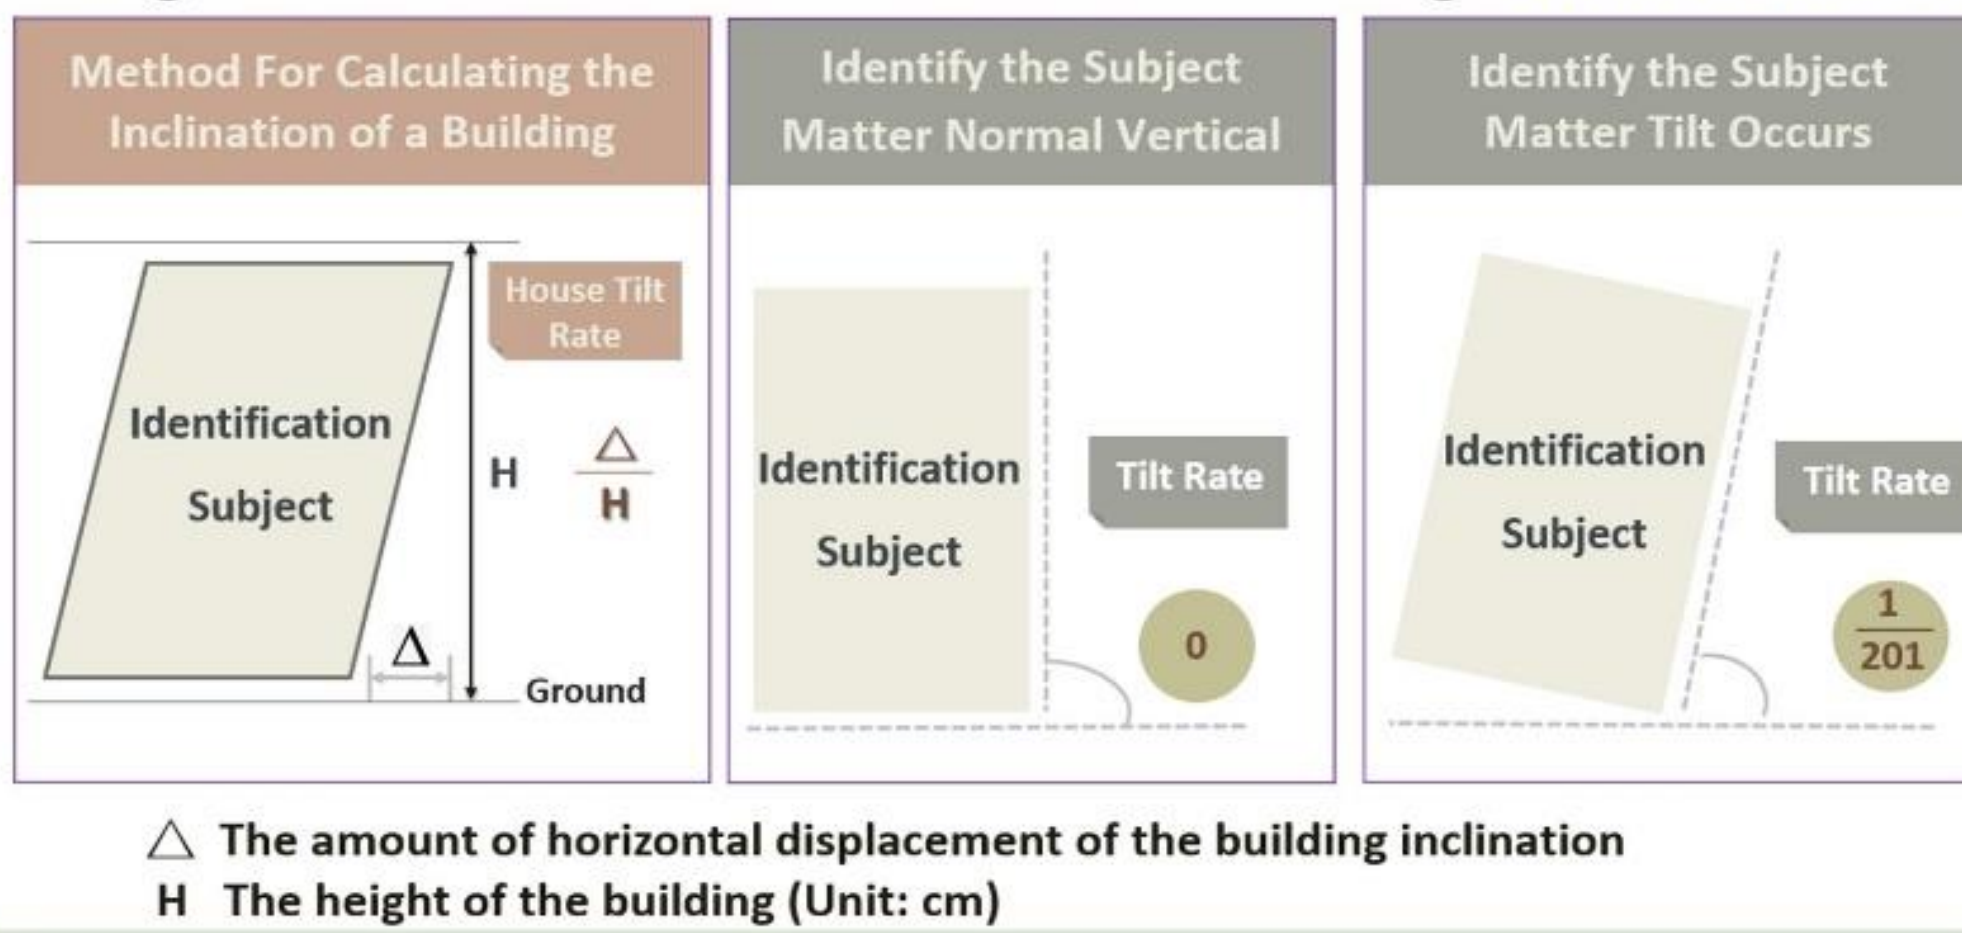 Method For Calculating the
Inclination of a Building
House Tilt
Rate
Identification
Subject
H
△
H
Δ
Ground
Identify the Subject
Matter Normal Vertical
Identification
Subject
Tilt Rate
0
Identify the Subject
Matter Tilt Occurs
Identification
Subject
Tilt Rate
1
201
△ The amount of horizontal displacement of the building inclination
H The height of the building (Unit: cm)